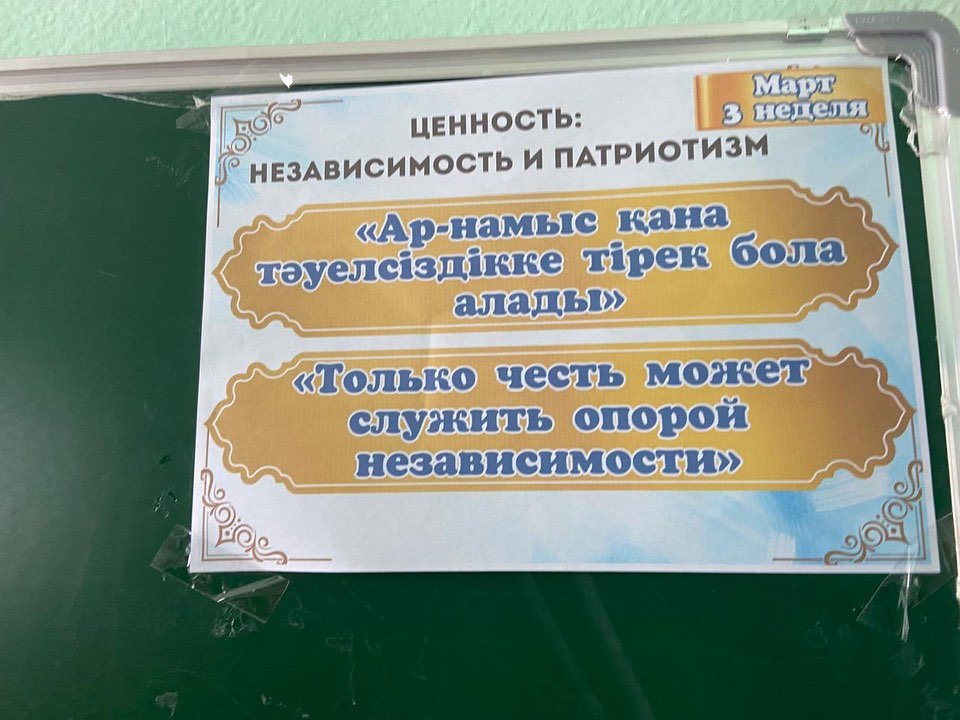 Март
3 неделя
ЦЕННОСТЬ:
НЕЗАВИСИМОСТЬ И ПАТРИОТИЗМ
«Ар-намыс қана
тәуелсіздікке тірек бола
алады»
«Только честь может
служить опорой
независимости»